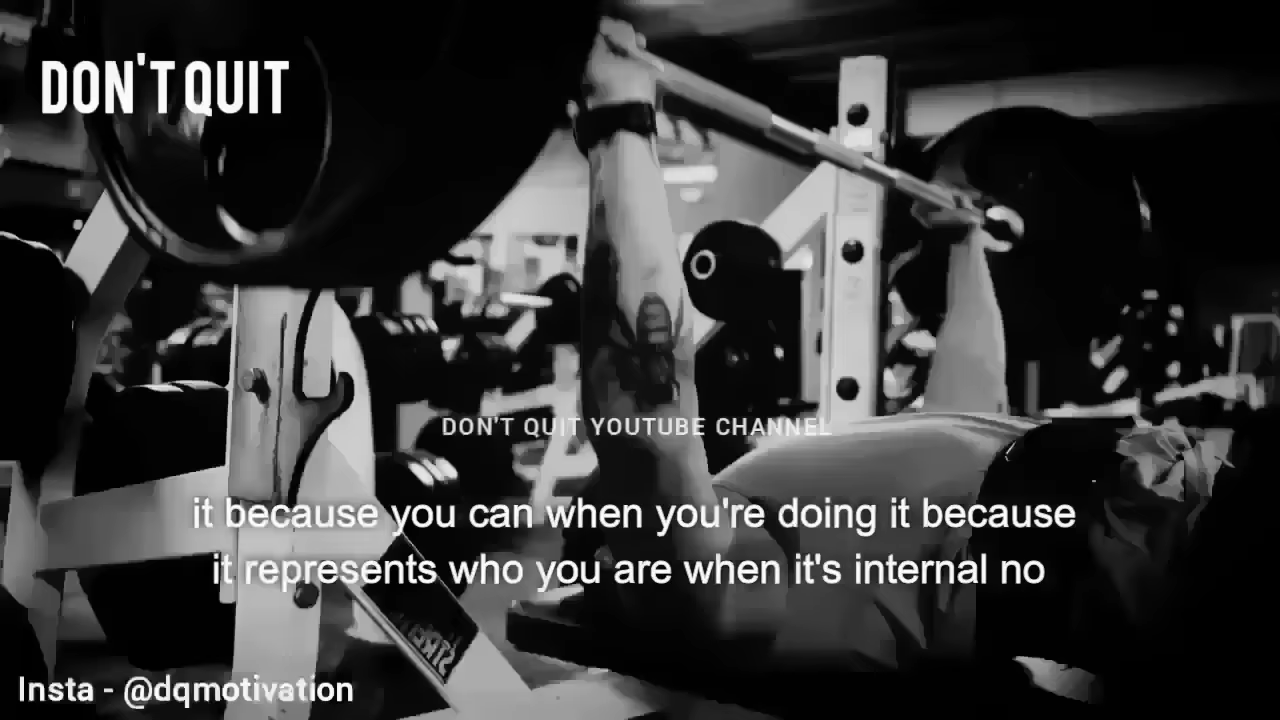 DON'T QUIT
DON'T QUIT YOUTUBE CHANNEL
it because you can when you're doing it because
it represents who you are when it's internal no
Insta - @dqmotivation